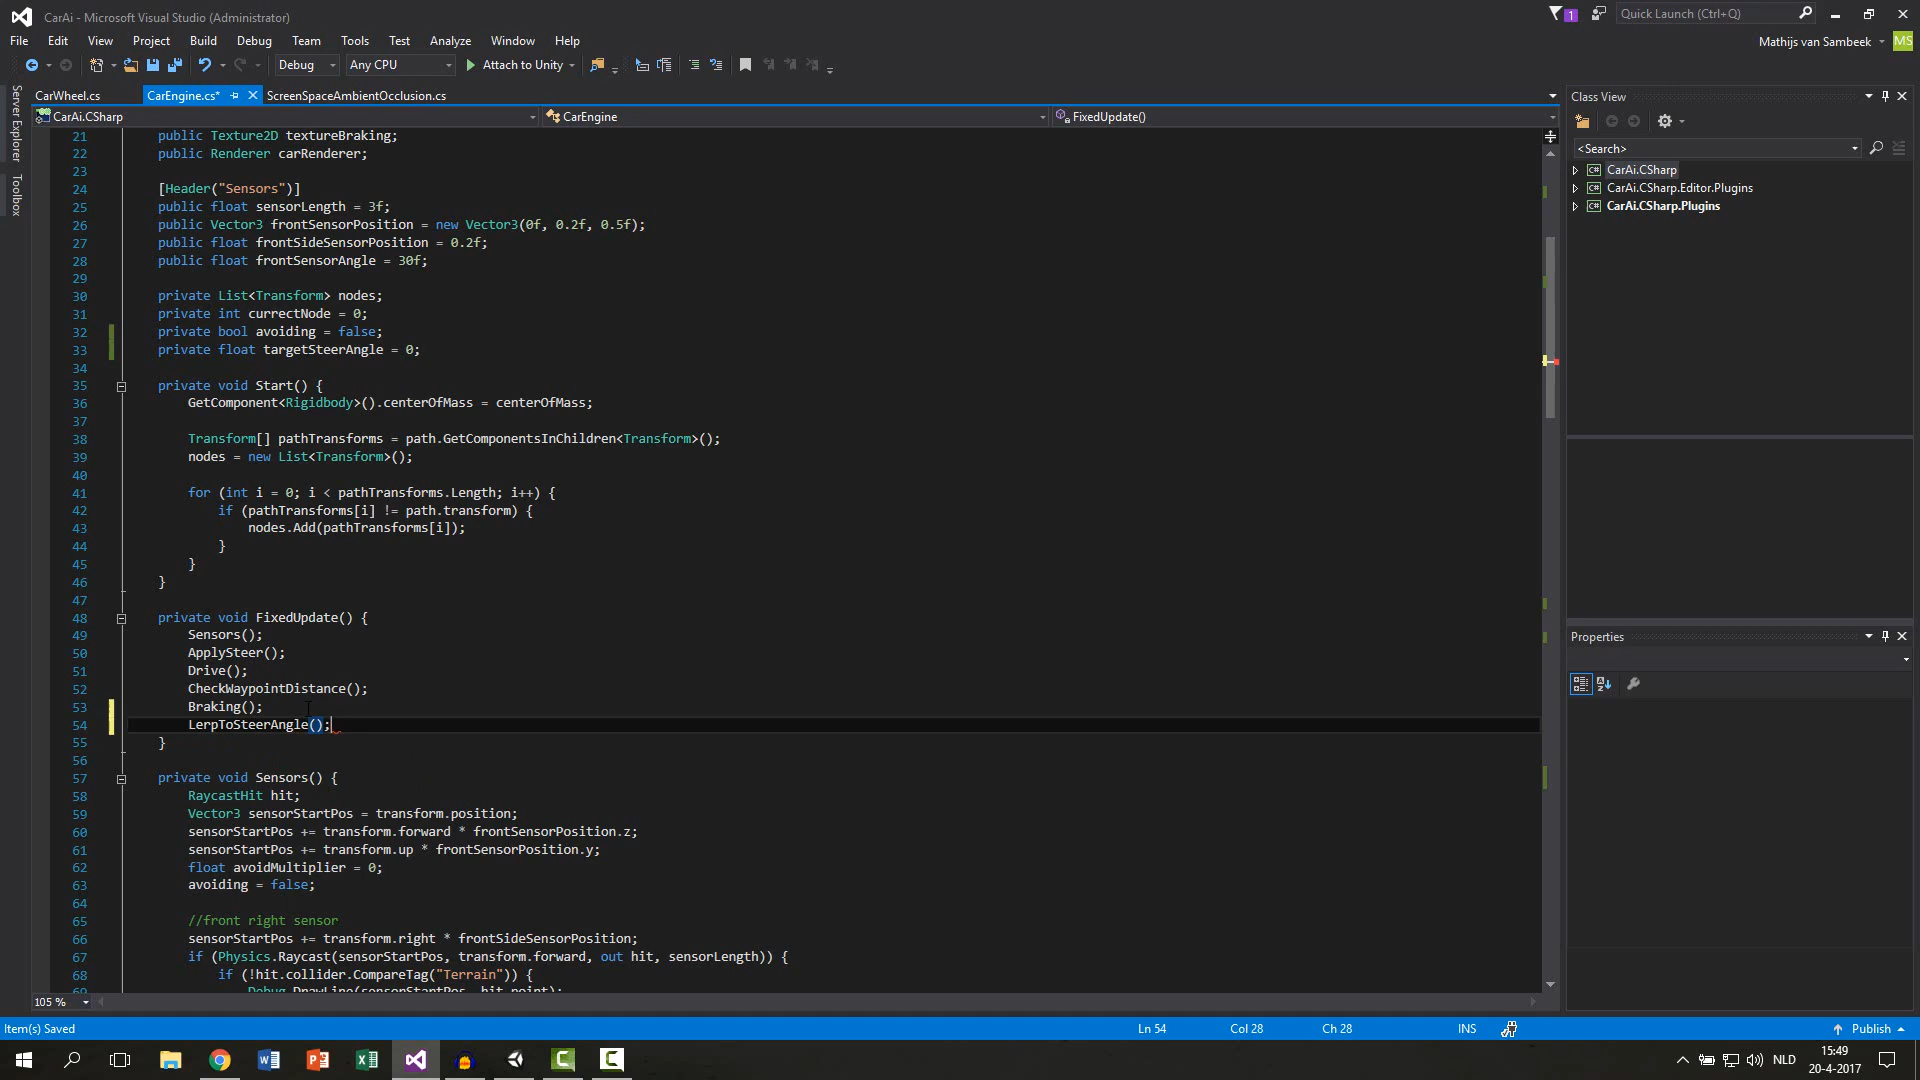 CarAi - Microsoft Visual Studio (Administrator)
1
Quick Launch (Ctrl+Q)
File Edit View Project Build Debug Team Tools Test Analyze Window Help
Mathijs van Sambeek
MS
Debug
Any CPU
Attach to Unity
Server Explorer
Toolbox
CarWheel.cs
CarEngine.cs*
ScreenSpaceAmbientOcclusion.cs
CarAi.CSharp
CarEngine
FixedUpdate()
21 public Texture2D textureBraking;
22 public Renderer carRenderer;
23
24 [Header("Sensors")]
25 public float sensorLength = 3f;
26 public Vector3 frontSensorPosition = new Vector3(0f, 0.2f, 0.5f);
27 public float frontSideSensorPosition = 0.2f;
28 public float frontSensorAngle = 30f;
29
30 private List<Transform> nodes;
31 private int currectNode = 0;
32 private bool avoiding = false;
33 private float targetSteerAngle = 0;
34
35 private void Start() {
36 GetComponent<Rigidbody>().centerOfMass = centerOfMass;
37
38 Transform[] pathTransforms = path.GetComponentsInChildren<Transform>();
39 nodes = new List<Transform>();
40
41 for (int i = 0; i < pathTransforms.Length; i++) {
42 if (pathTransforms[i] != path.transform) {
43 nodes.Add(pathTransforms[i]);
44 }
45 }
46 }
47
48 private void FixedUpdate() {
49 Sensors();
50 ApplySteer();
51 Drive();
52 CheckWaypointDistance();
53 Braking();
54 LerpToSteerAngle();
55 }
56
57 private void Sensors() {
58 RaycastHit hit;
59 Vector3 sensorStartPos = transform.position;
60 sensorStartPos += transform.forward * frontSensorPosition.z;
61 sensorStartPos += transform.up * frontSensorPosition.y;
62 float avoidMultiplier = 0;
63 avoiding = false;
64
65 //front right sensor
66 sensorStartPos += transform.right * frontSideSensorPosition;
67 if (Physics.Raycast(sensorStartPos, transform.forward, out hit, sensorLength)) {
68 if (!hit.collider.CompareTag("Terrain")) {
69 Debug.DrawLine(sensorStartPos, hit.point);
105 %
Class View
<Search>
CarAi.CSharp
CarAi.CSharp.Editor.Plugins
CarAi.CSharp.Plugins
Properties
Item(s) Saved
Ln 54
Col 28
Ch 28
INS
Publish
NLD
15:49
20-4-2017